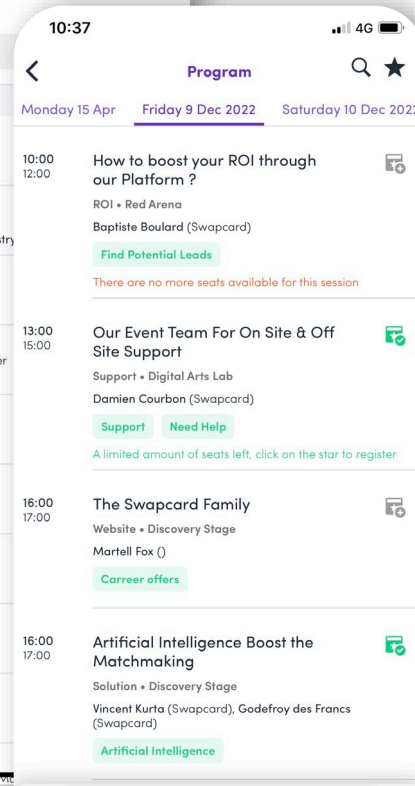 10:37
4G
Program
Monday 15 Apr
Friday 9 Dec 2022
Saturday 10 Dec 202
10:00
12:00
How to boost your ROI through
our Platform ?
ROI • Red Arena
Baptiste Boulard (Swapcard)
Find Potential Leads
There are no more seats available for this session
13:00
15:00
Our Event Team For On Site & Off
Site Support
Support • Digital Arts Lab
Damien Courbon (Swapcard)
Support
Need Help
A limited amount of seats left, click on the star to register
16:00
17:00
The Swapcard Family
Website • Discovery Stage
Martell Fox ()
Carreer offers
16:00
17:00
Artificial Intelligence Boost the
Matchmaking
Solution • Discovery Stage
Vincent Kurta (Swapcard), Godefroy des Francs
(Swapcard)
Artificial Intelligence